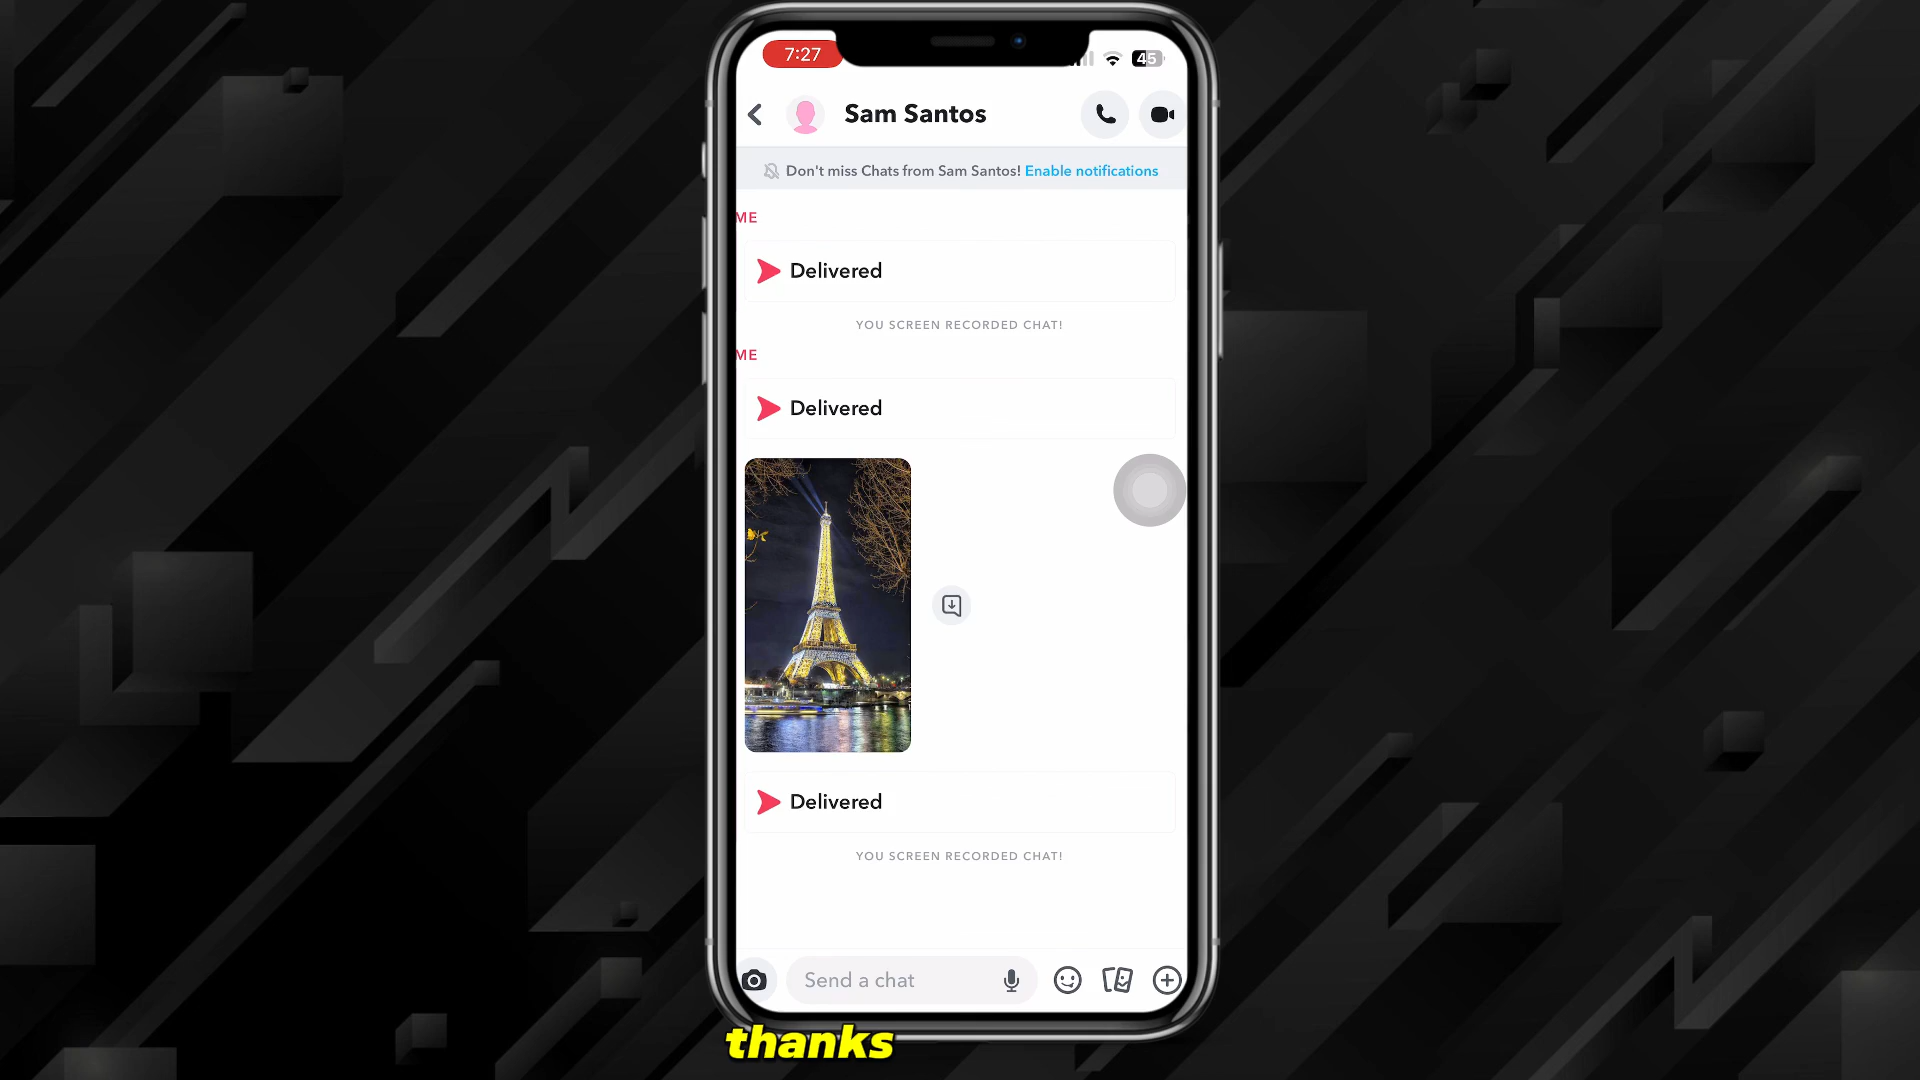 7:27
45
Sam Santos
Don't miss Chats from Sam Santos! Enable notifications
ME
Delivered
YOU SCREEN RECORDED CHAT!
ME
Delivered
Delivered
YOU SCREEN RECORDED CHAT!
Send a chat
thanks